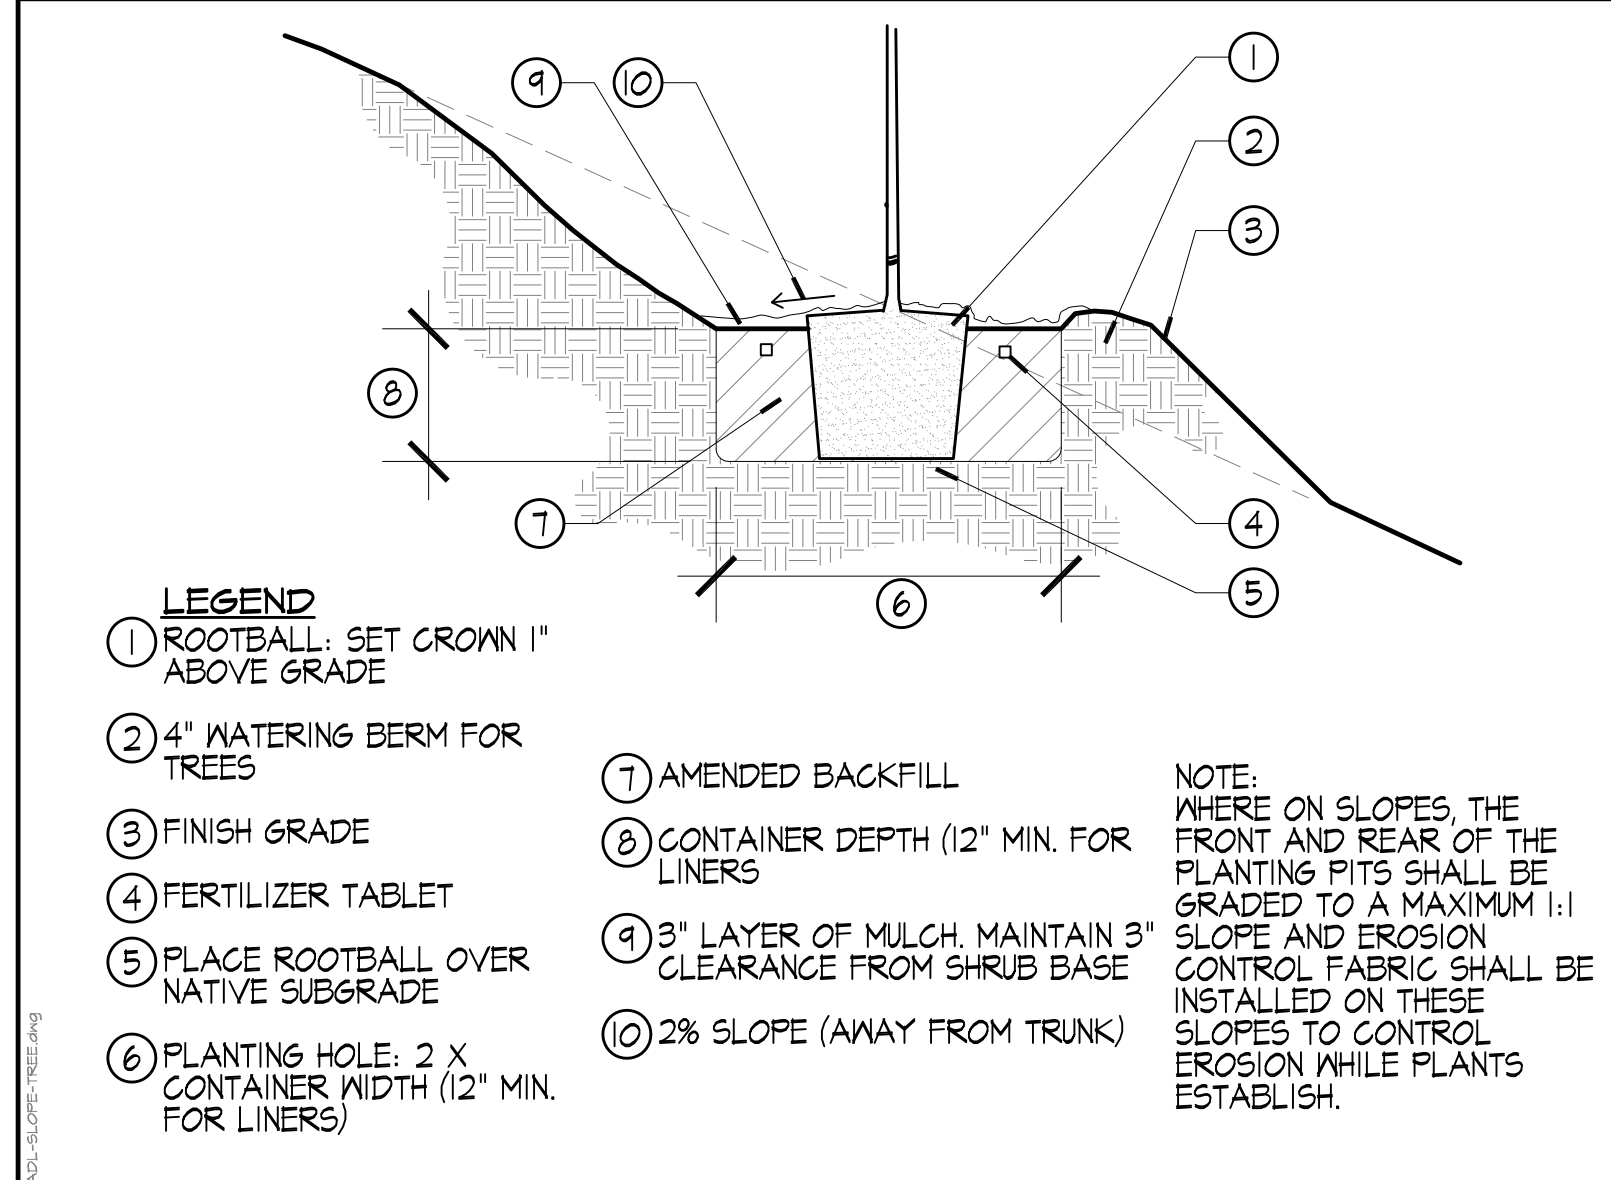 9
10
1
2
3
8
7
4
5
6
LEGEND
1 ROOTBALL: SET CROWN 1"
ABOVE GRADE
2 4" WATERING BERM FOR
TREES
3 FINISH GRADE
4 FERTILIZER TABLET
5 PLACE ROOTBALL OVER
NATIVE SUBGRADE
6 PLANTING HOLE: 2 X
CONTAINER WIDTH (12" MIN.
FOR LINERS)
7 AMENDED BACKFILL
8 CONTAINER DEPTH (12" MIN. FOR
LINERS
9 3" LAYER OF MULCH. MAINTAIN 3"
CLEARANCE FROM SHRUB BASE
10 2% SLOPE (AWAY FROM TRUNK)
NOTE:
WHERE ON SLOPES, THE
FRONT AND REAR OF THE
PLANTING PITS SHALL BE
GRADED TO A MAXIMUM 1:1
SLOPE AND EROSION
CONTROL FABRIC SHALL BE
INSTALLED ON THESE
SLOPES TO CONTROL
EROSION WHILE PLANTS
ESTABLISH.
ADL-SLOPE-TREE.dwg